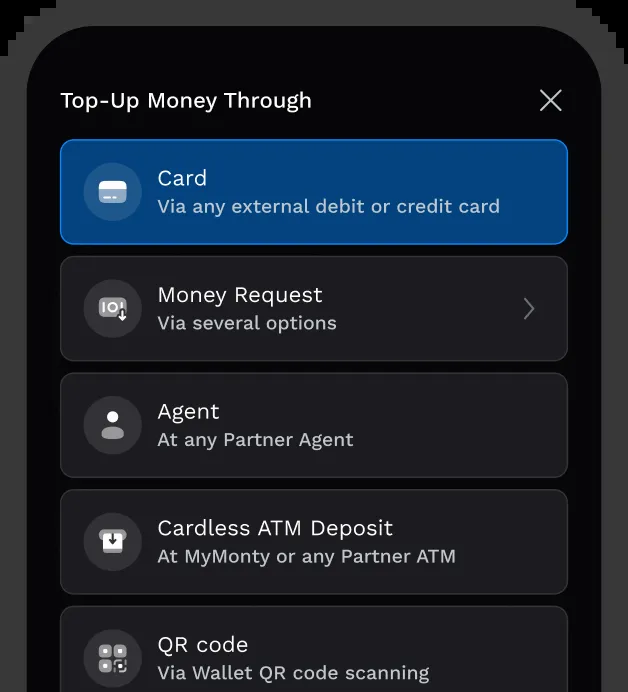 Top-Up Money Through
Card
Via any external debit or credit card
Money Request
Via several options
Agent
At any Partner Agent
Cardless ATM Deposit
At MyMonty or any Partner ATM
QR code
Via Wallet QR code scanning